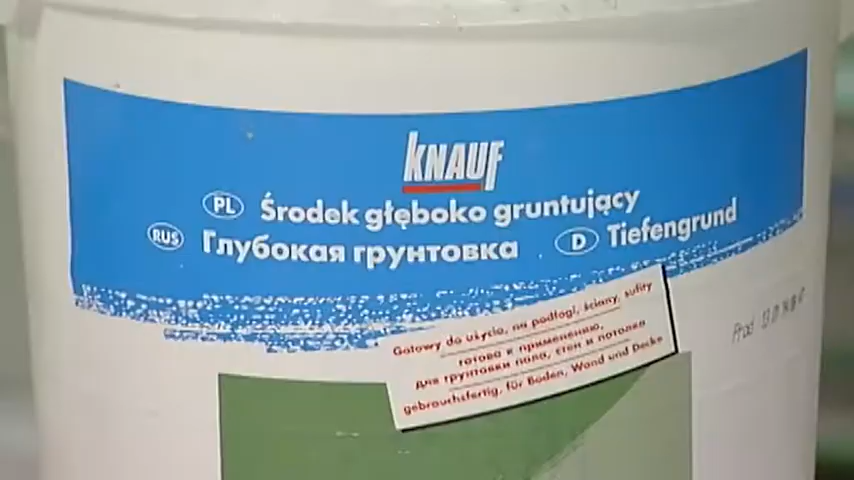 KNAUF
PL Środek głęboko gruntujący
RUS Глубокая грунтовка
D Tiefengrund
Gotowy do użycia, na podłogi, ściany, sufity
готова к применению,
для грунтовки пола, стен и потолка
gebrauchsfertig, für Boden, Wand und Decke
Prod.